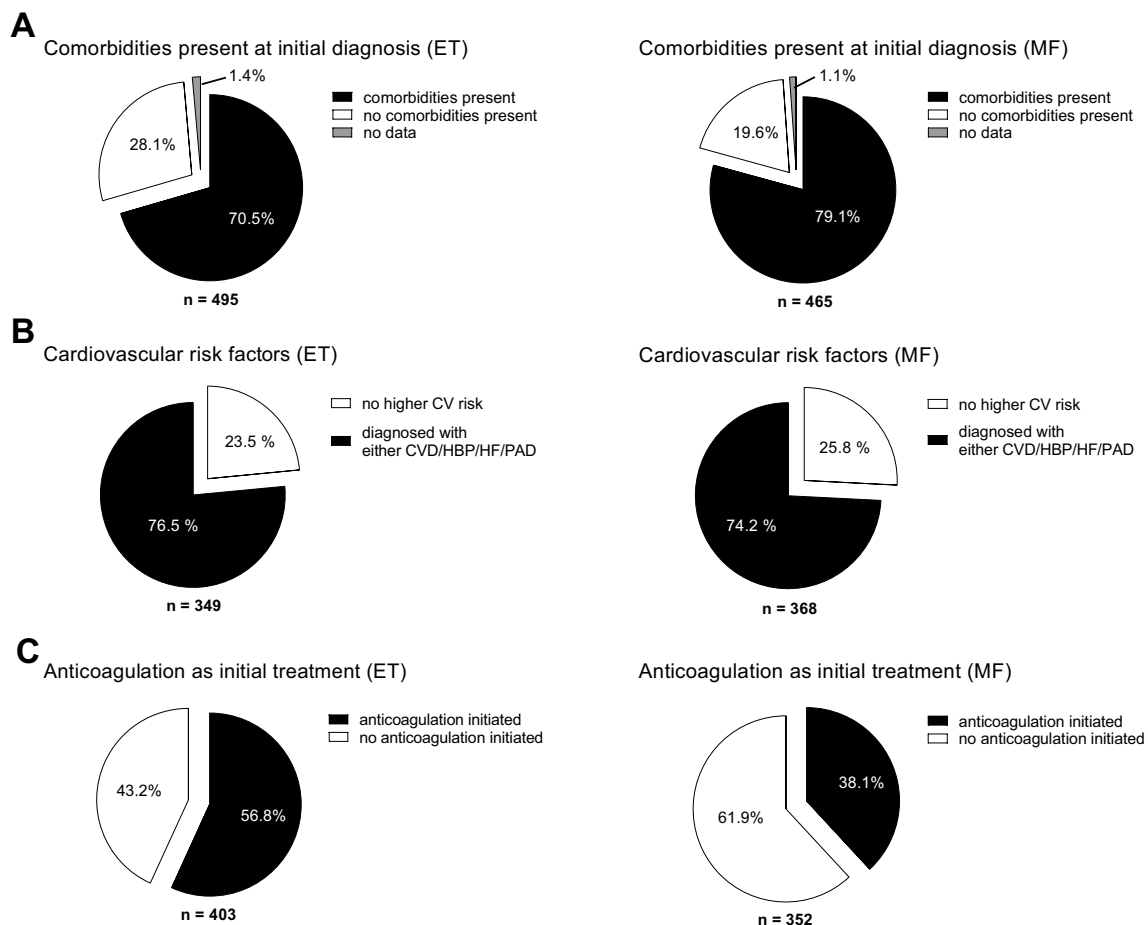 A
Comorbidities present at initial diagnosis (ET)
1.4%
28.1%
70.5%
comorbidities present
no comorbidities present
no data
n = 495
Comorbidities present at initial diagnosis (MF)
1.1%
19.6%
79.1%
comorbidities present
no comorbidities present
no data
n = 465
B
Cardiovascular risk factors (ET)
23.5 %
76.5 %
no higher CV risk
diagnosed with
either CVD/HBP/HF/PAD
n = 349
Cardiovascular risk factors (MF)
25.8 %
74.2 %
no higher CV risk
diagnosed with
either CVD/HBP/HF/PAD
n = 368
C
Anticoagulation as initial treatment (ET)
43.2%
56.8%
anticoagulation initiated
no anticoagulation initiated
n = 403
Anticoagulation as initial treatment (MF)
38.1%
61.9%
anticoagulation initiated
no anticoagulation initiated
n = 352